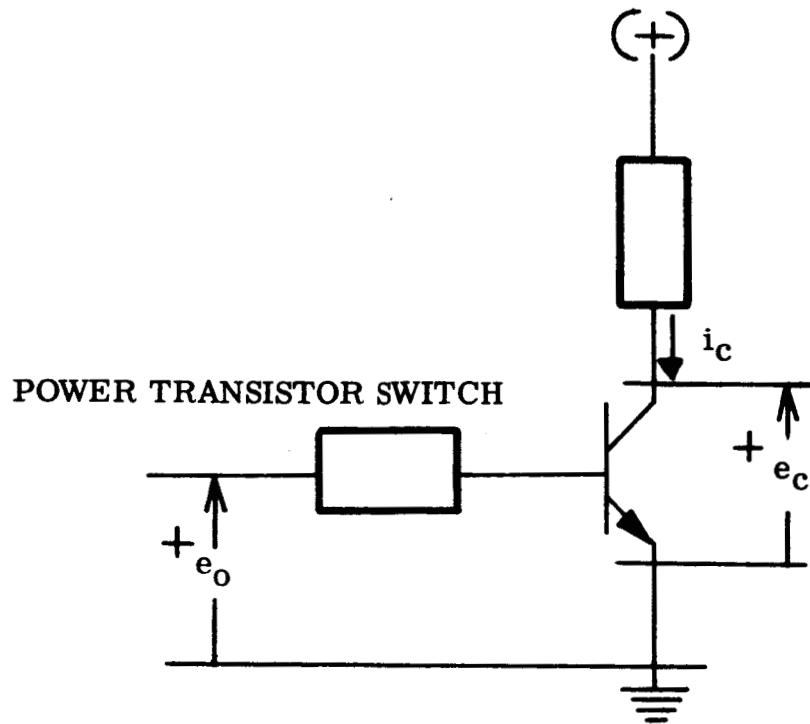 (+)
i_c
POWER TRANSISTOR SWITCH
+ e_c
+ e_o